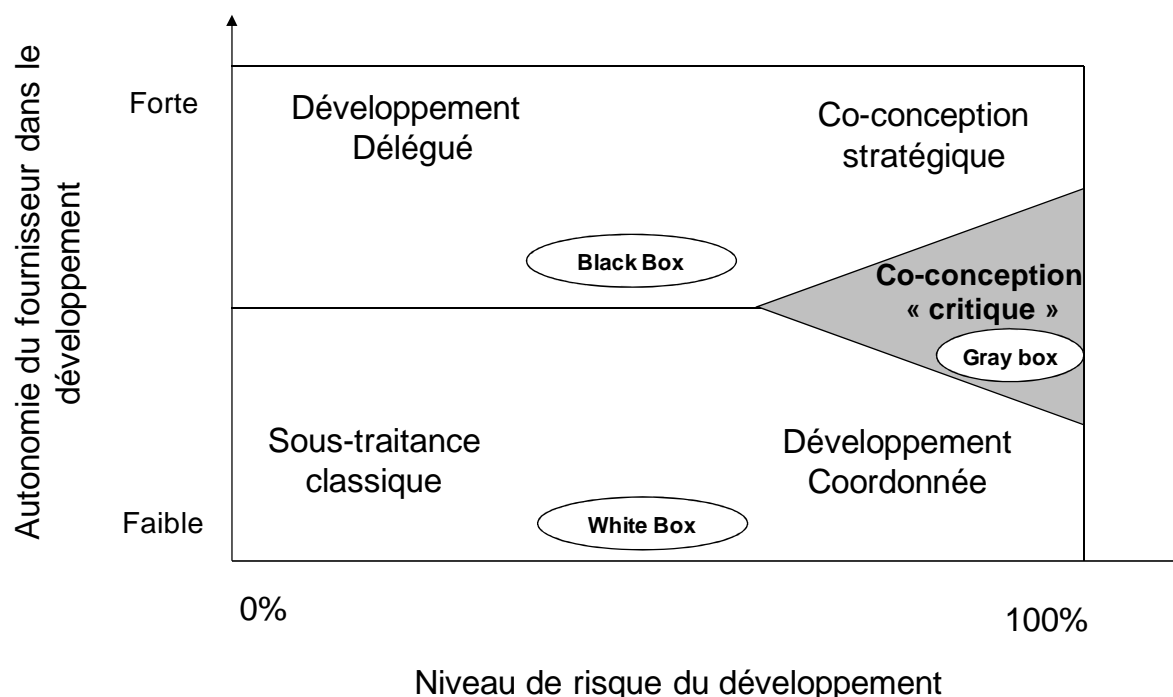 Autonomie du fournisseur dans le
développement
Forte
Développement
Délégué
Co-conception
stratégique
Black Box
Co-conception
« critique »
Gray box
Sous-traitance
classique
Développement
Coordonnée
White Box
Faible
0%
100%
Niveau de risque du développement